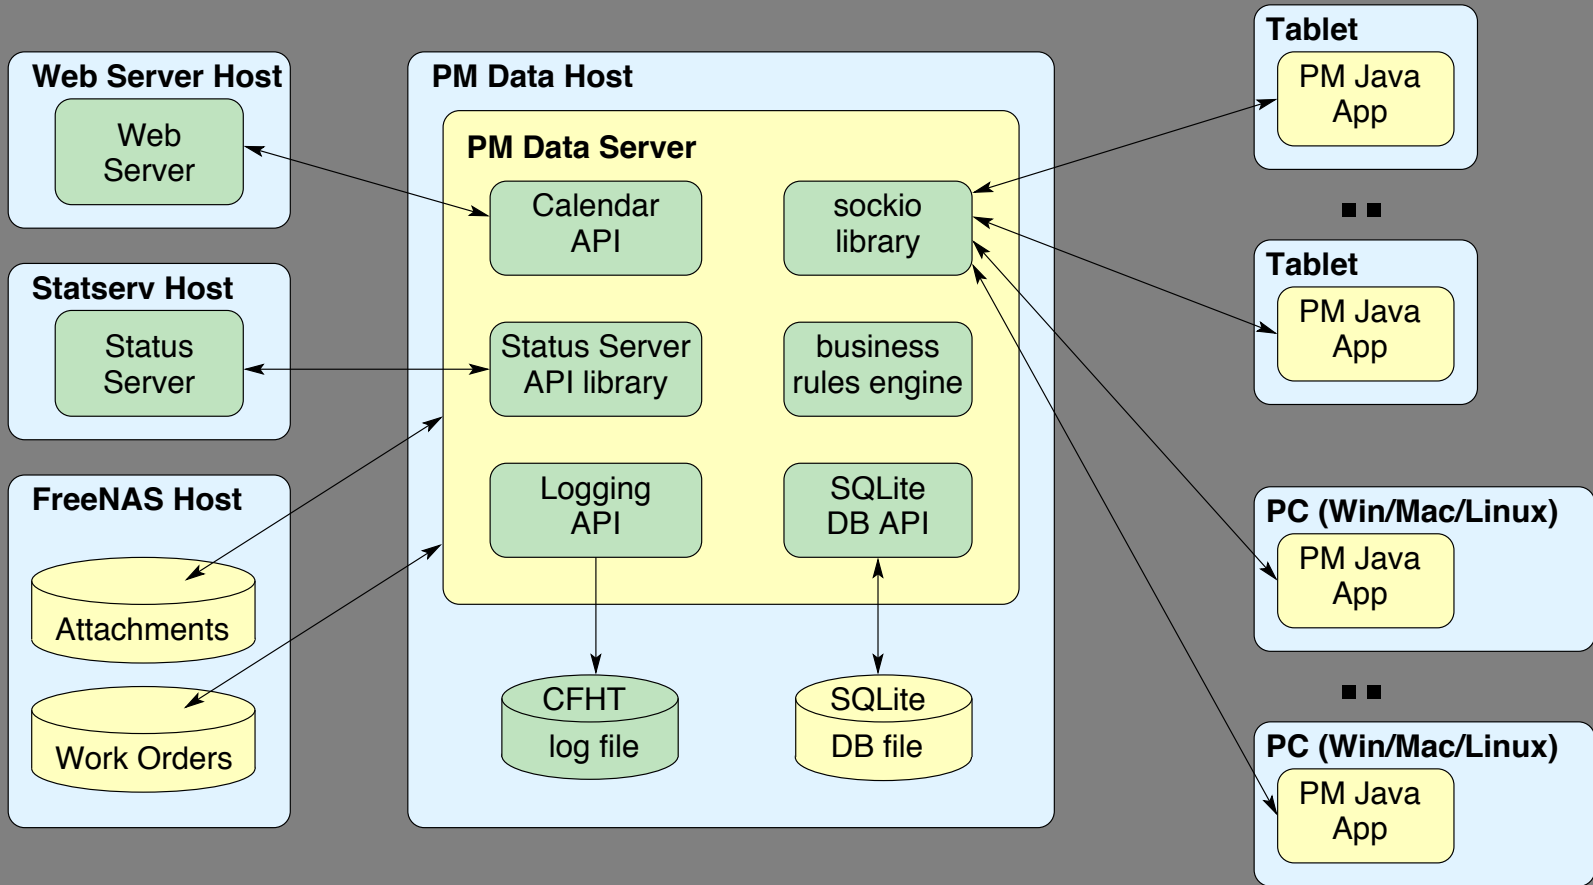 Web Server Host
Web
Server
Statserv Host
Status
Server
FreeNAS Host
Attachments
Work Orders
PM Data Host
PM Data Server
Calendar
API
sockio
library
Status Server
API library
business
rules engine
Logging
API
SQLite
DB API
CFHT
log file
SQLite
DB file
Tablet
PM Java
App
Tablet
PM Java
App
PC (Win/Mac/Linux)
PM Java
App
PC (Win/Mac/Linux)
PM Java
App